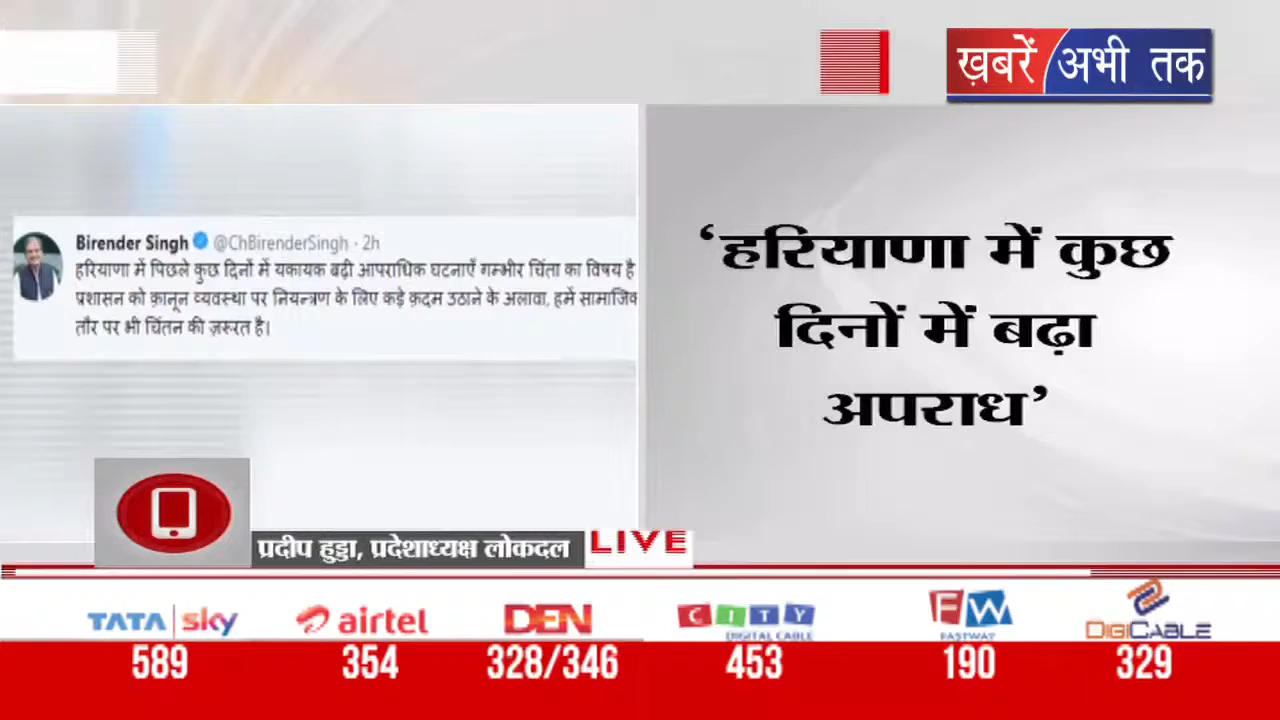 ख़बरें अभी तक
Birender Singh @ChBirenderSingh · 2h
हरियाणा में पिछले कुछ दिनों में यकायक बढ़ी आपराधिक घटनाएँ गम्भीर चिंता का विषय है
प्रशासन को क़ानून व्यवस्था पर नियन्त्रण के लिए कड़े क़दम उठाने के अलावा, हमें सामाजिक
तौर पर भी चिंतन की ज़रूरत है।
‘हरियाणा में कुछ
दिनों में बढ़ा
अपराध’
प्रदीप हुड्डा, प्रदेशाध्यक्ष लोकदल LIVE
TATA sky airtel DEN CITY DIGITAL CABLE FW FASTWAY DIGICABLE
589 354 328/346 453 190 329